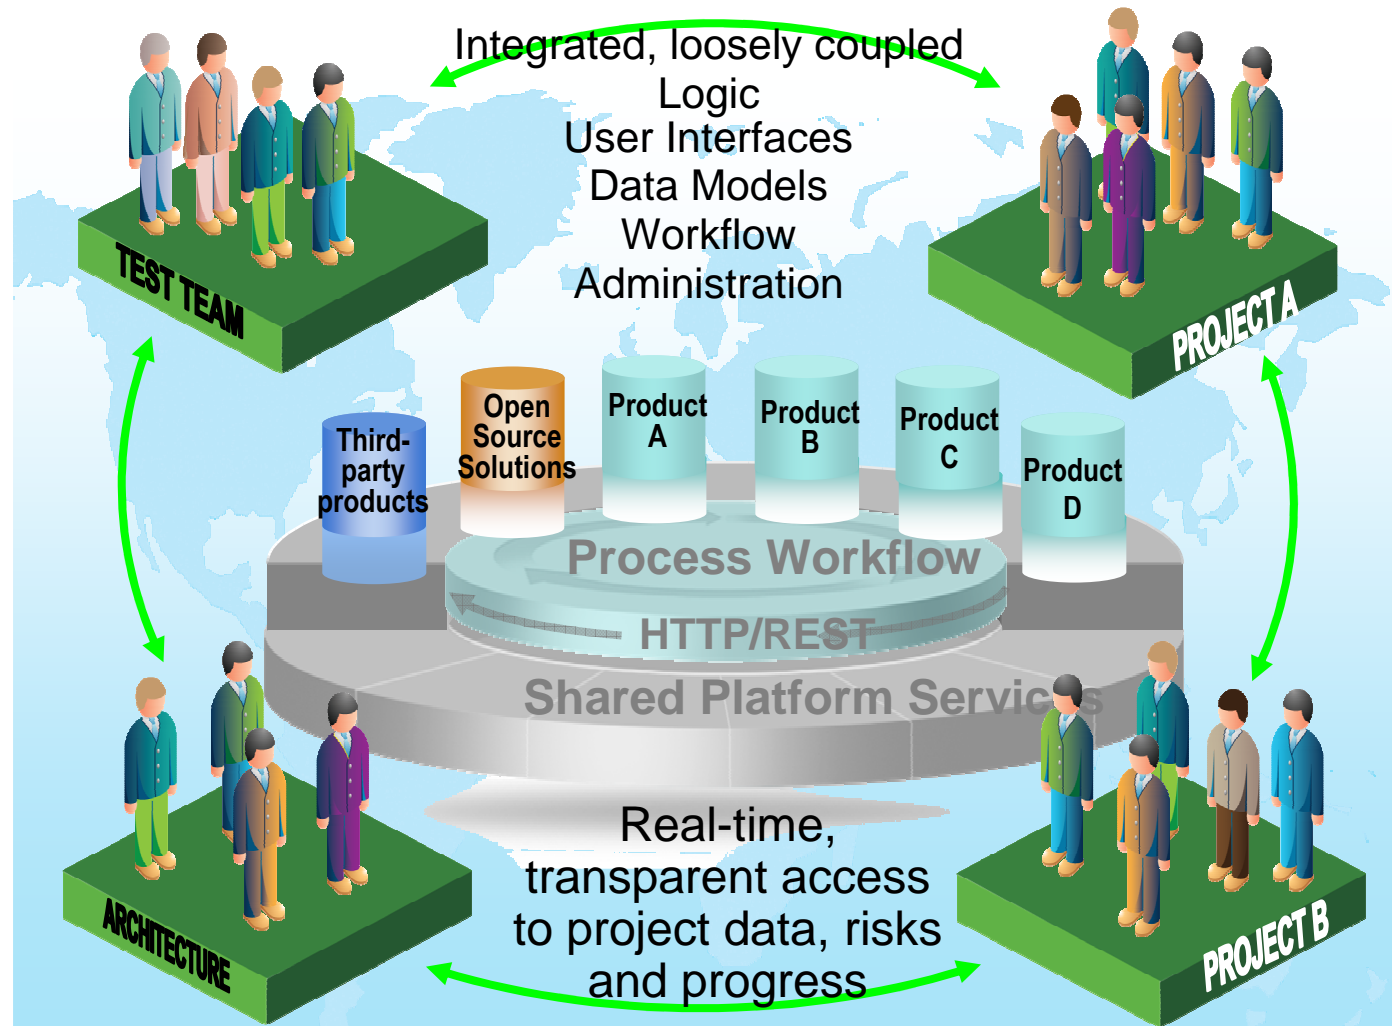 Integrated, loosely coupled
Logic
User Interfaces
Data Models
Workflow
Administration
TEST TEAM
PROJECT A
Third-
party
products
Open
Source
Solutions
Product
A
Product
B
Product
C
Product
D
Process Workflow
HTTP/REST
Shared Platform Services
Real-time,
transparent access
to project data, risks
and progress
ARCHITECTURE
PROJECT B